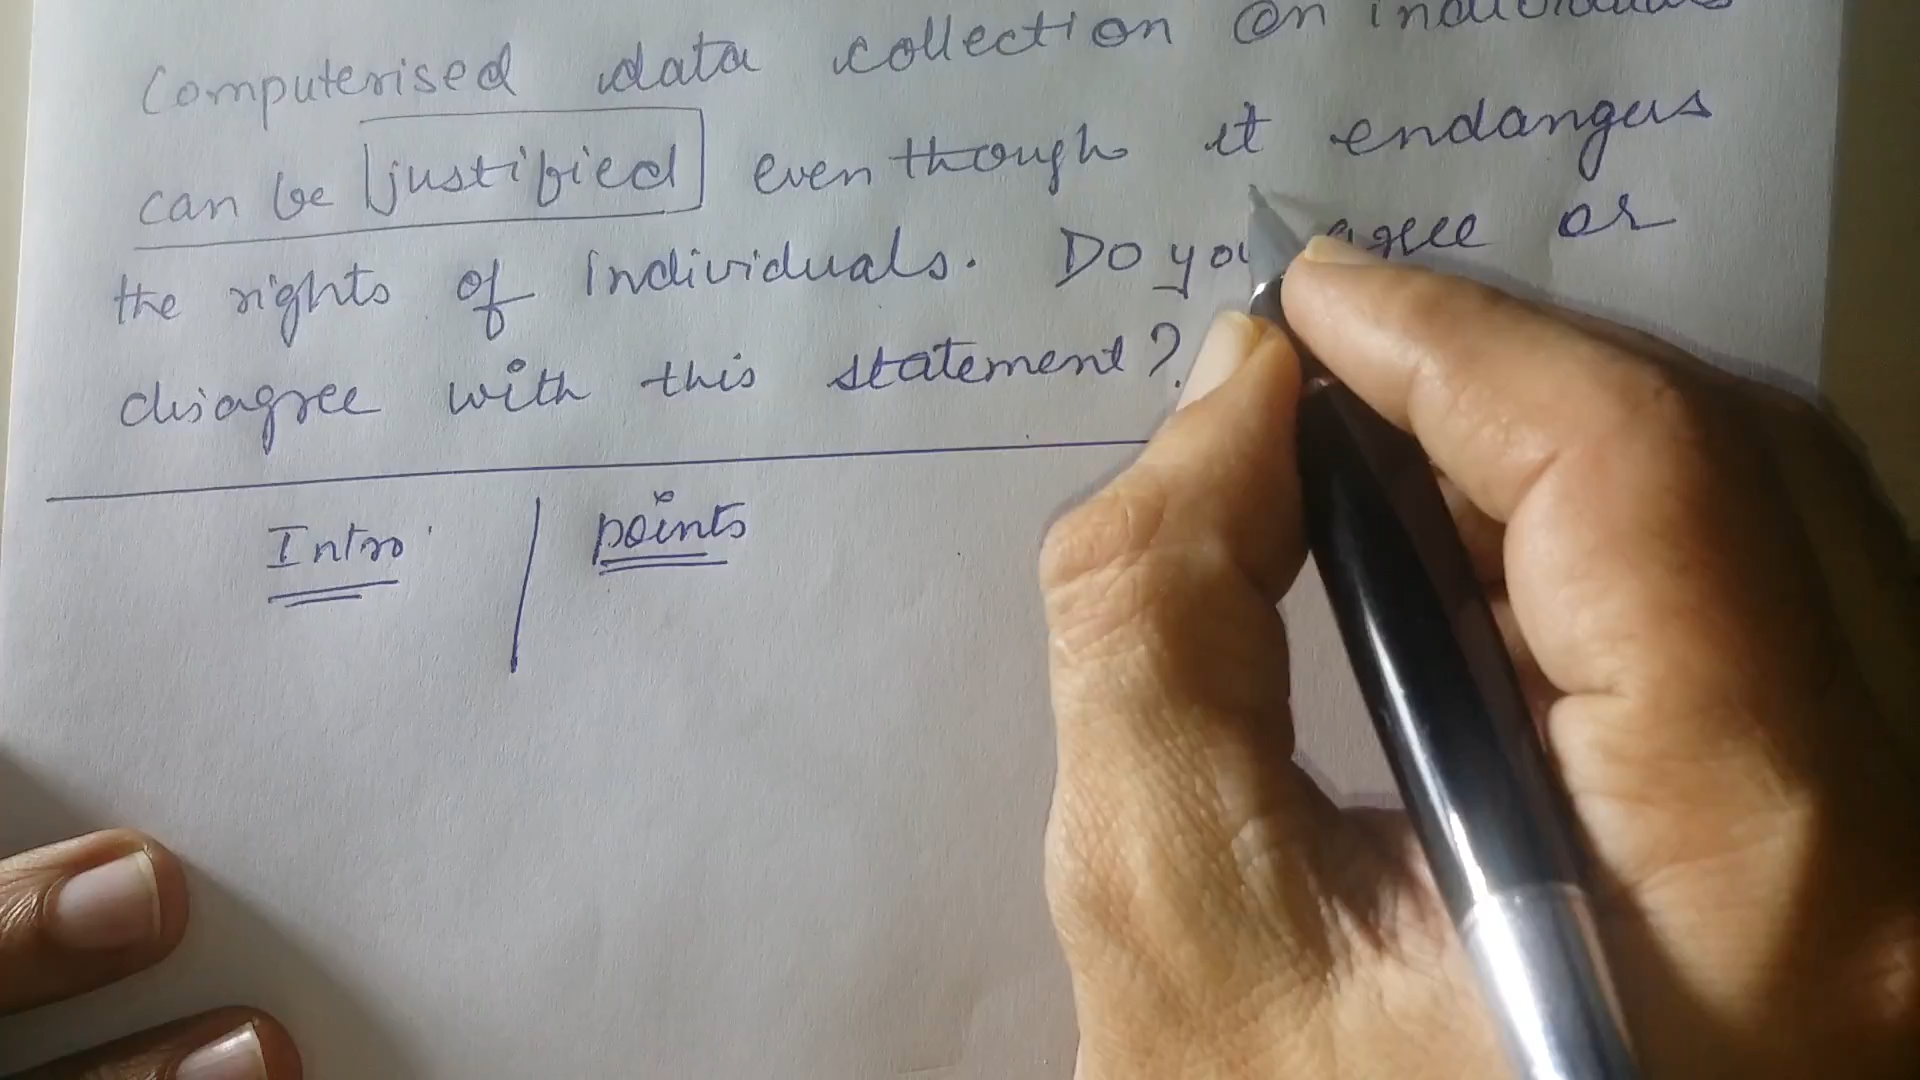 Computerised data collection on individuals
can be justified even though it endangers
the rights of individuals. Do you agree or
disagree with this statement?
Intro
points